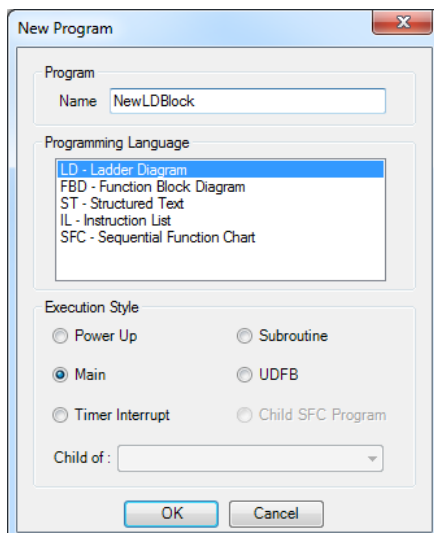 New Program
Program
Name NewLDBlock
Programming Language
LD - Ladder Diagram
FBD - Function Block Diagram
ST - Structured Text
IL - Instruction List
SFC - Sequential Function Chart
Execution Style
Power Up Subroutine
Main UDFB
Timer Interrupt Child SFC Program
Child of :
OK Cancel